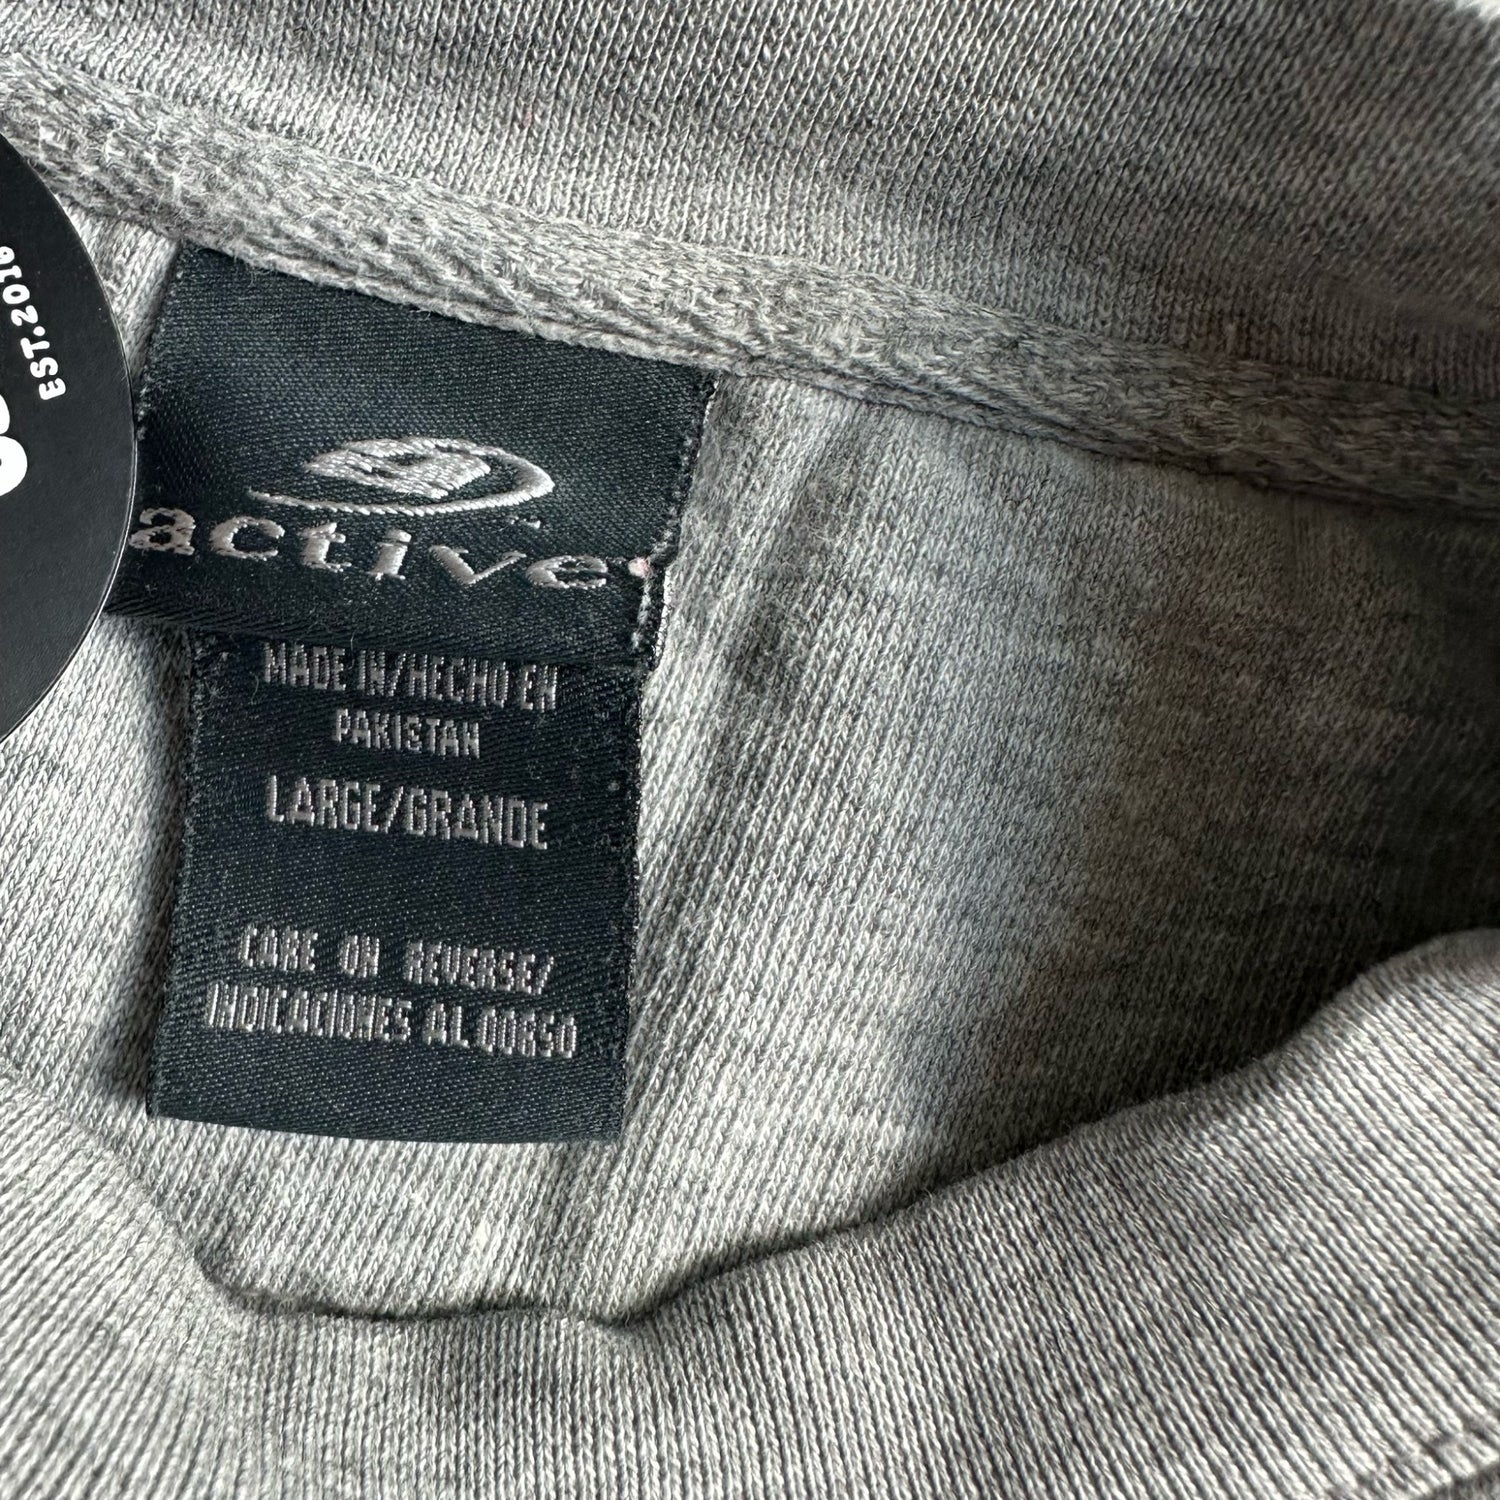 EST.2016
active
MADE IN/HECHO EN
PAKISTAN
LARGE/GRANDE
CARE ON REVERSE/
INDICACIONES AL DORSO